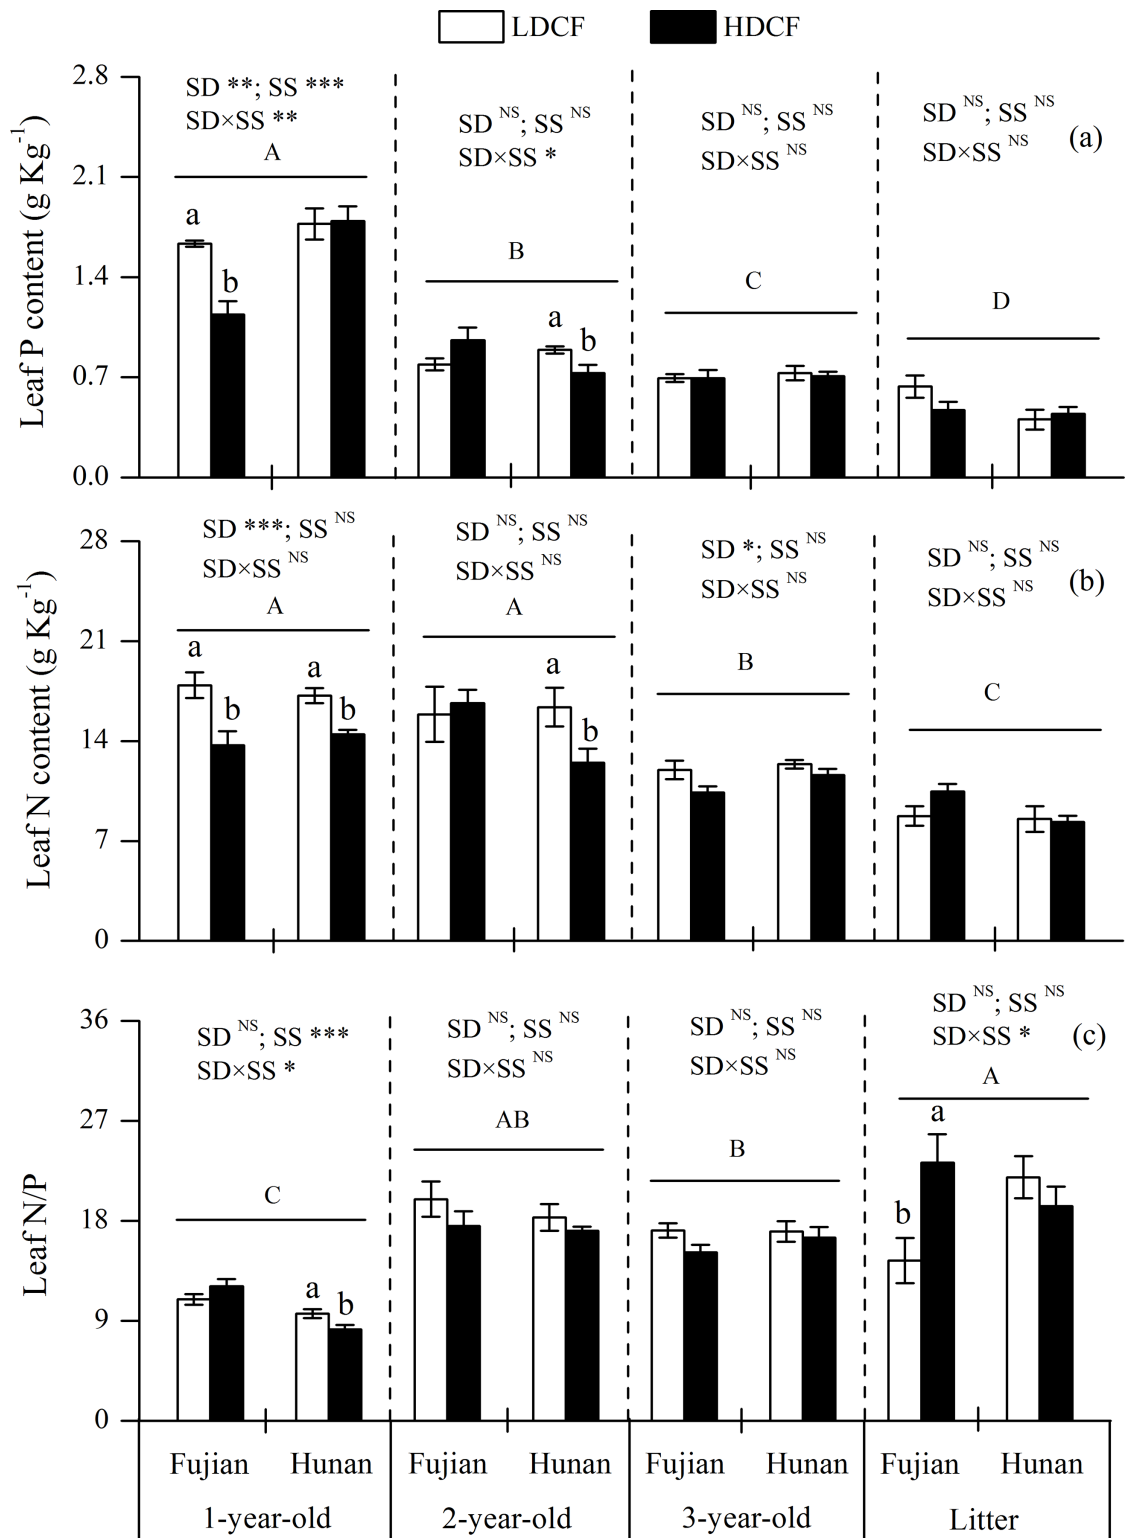 LDCF HDCF
2.8
2.1
1.4
0.7
0.0
Leaf P content (g Kg-1)
SD **; SS ***
SD×SS **
A
a
b
SD NS; SS NS
SD×SS *
B
a
b
SD NS; SS NS
SD×SS NS
C
SD NS; SS NS
SD×SS NS
D
(a)
28
21
14
7
0
Leaf N content (g Kg-1)
SD ***; SS NS
SD×SS NS
A
a
b
a
b
SD NS; SS NS
SD×SS NS
A
a
b
SD *; SS NS
SD×SS NS
B
SD NS; SS NS
SD×SS NS
C
(b)
36
27
18
9
0
Leaf N/P
SD NS; SS ***
SD×SS *
C
a
b
SD NS; SS NS
SD×SS NS
AB
SD NS; SS NS
SD×SS NS
B
SD NS; SS NS
SD×SS *
A
b
a
(c)
Fujian Hunan Fujian Hunan Fujian Hunan Fujian Hunan
1-year-old 2-year-old 3-year-old Litter